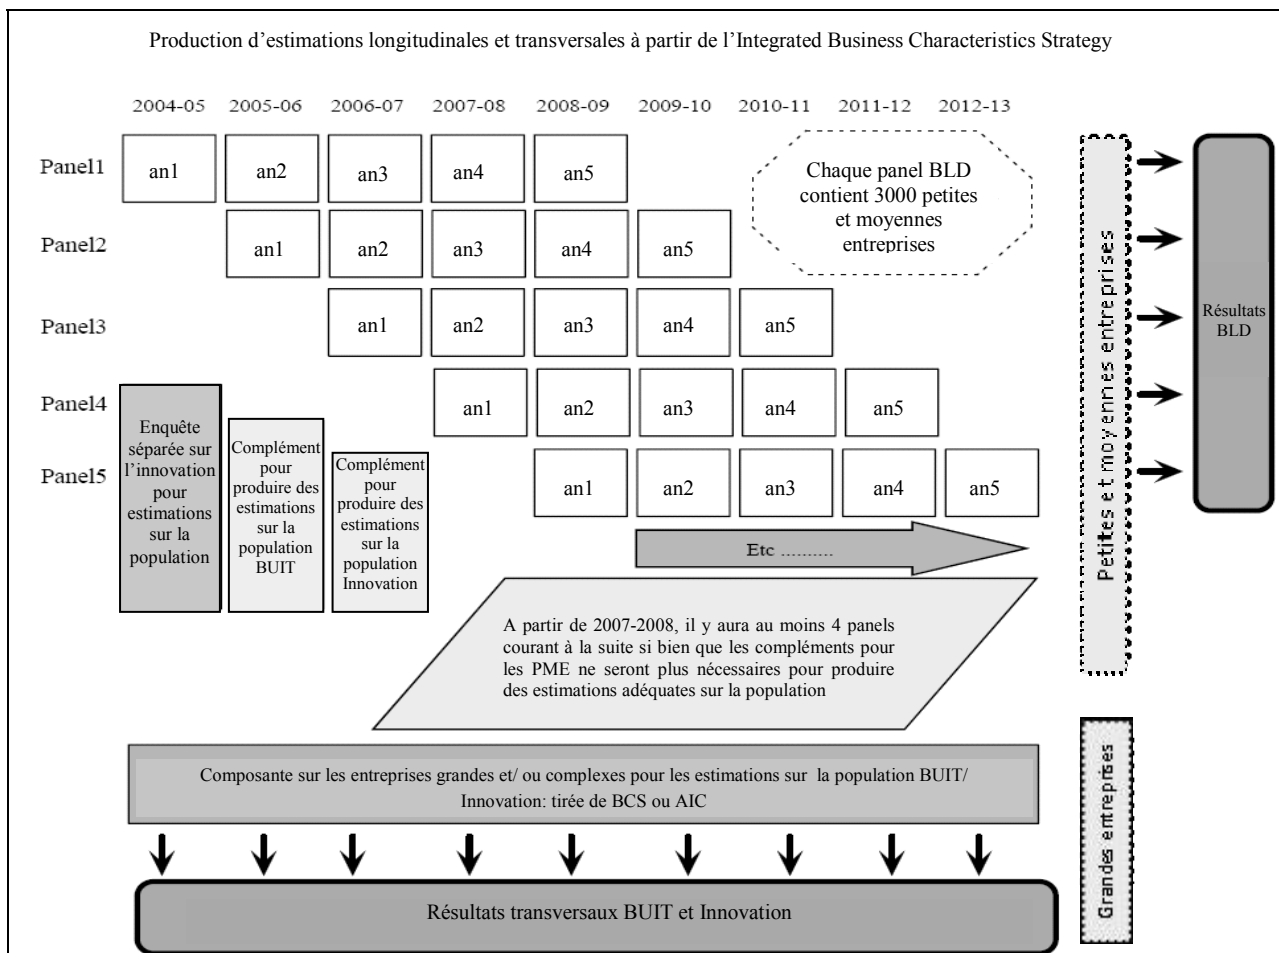 Production d'estimations longitudinales et transversales à partir de l'Integrated Business Characteristics Strategy
2004-05 2005-06 2006-07 2007-08 2008-09 2009-10 2010-11 2011-12 2012-13
Panel1 an1 an2 an3 an4 an5
Chaque panel BLD
contient 3000 petites
et moyennes
entreprises
Panel2 an1 an2 an3 an4 an5
Panel3 an1 an2 an3 an4 an5
Panel4 an1 an2 an3 an4 an5
Panel5 an1 an2 an3 an4 an5
Enquête
séparée sur
l'innovation
pour
estimations
sur la
population
Complément
pour
produire des
estimations
sur la
population
BUIT
Complément
pour
produire des
estimations
sur la
population
Innovation
Etc ..........
A partir de 2007-2008, il y aura au moins 4 panels
courant à la suite si bien que les compléments pour
les PME ne seront plus nécessaires pour produire
des estimations adéquates sur la population
Petites et moyennes entreprises
Résultats
BLD
Composante sur les entreprises grandes et/ ou complexes pour les estimations sur la population BUIT/
Innovation: tirée de BCS ou AIC
Grandes entreprises
Résultats transversaux BUIT et Innovation